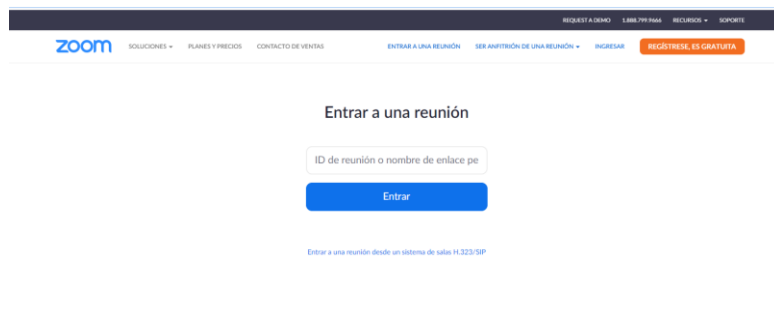 REQUEST A DEMO 1.888.799.9666 RECURSOS SOPORTE
zoom SOLUCIONES PLANES Y PRECIOS CONTACTO DE VENTAS ENTRAR A UNA REUNIÓN SER ANFITRIÓN DE UNA REUNIÓN INGRESAR REGÍSTRESE, ES GRATUITA
Entrar a una reunión
ID de reunión o nombre de enlace pe
Entrar
Entrar a una reunión desde un sistema de salas H.323/SIP